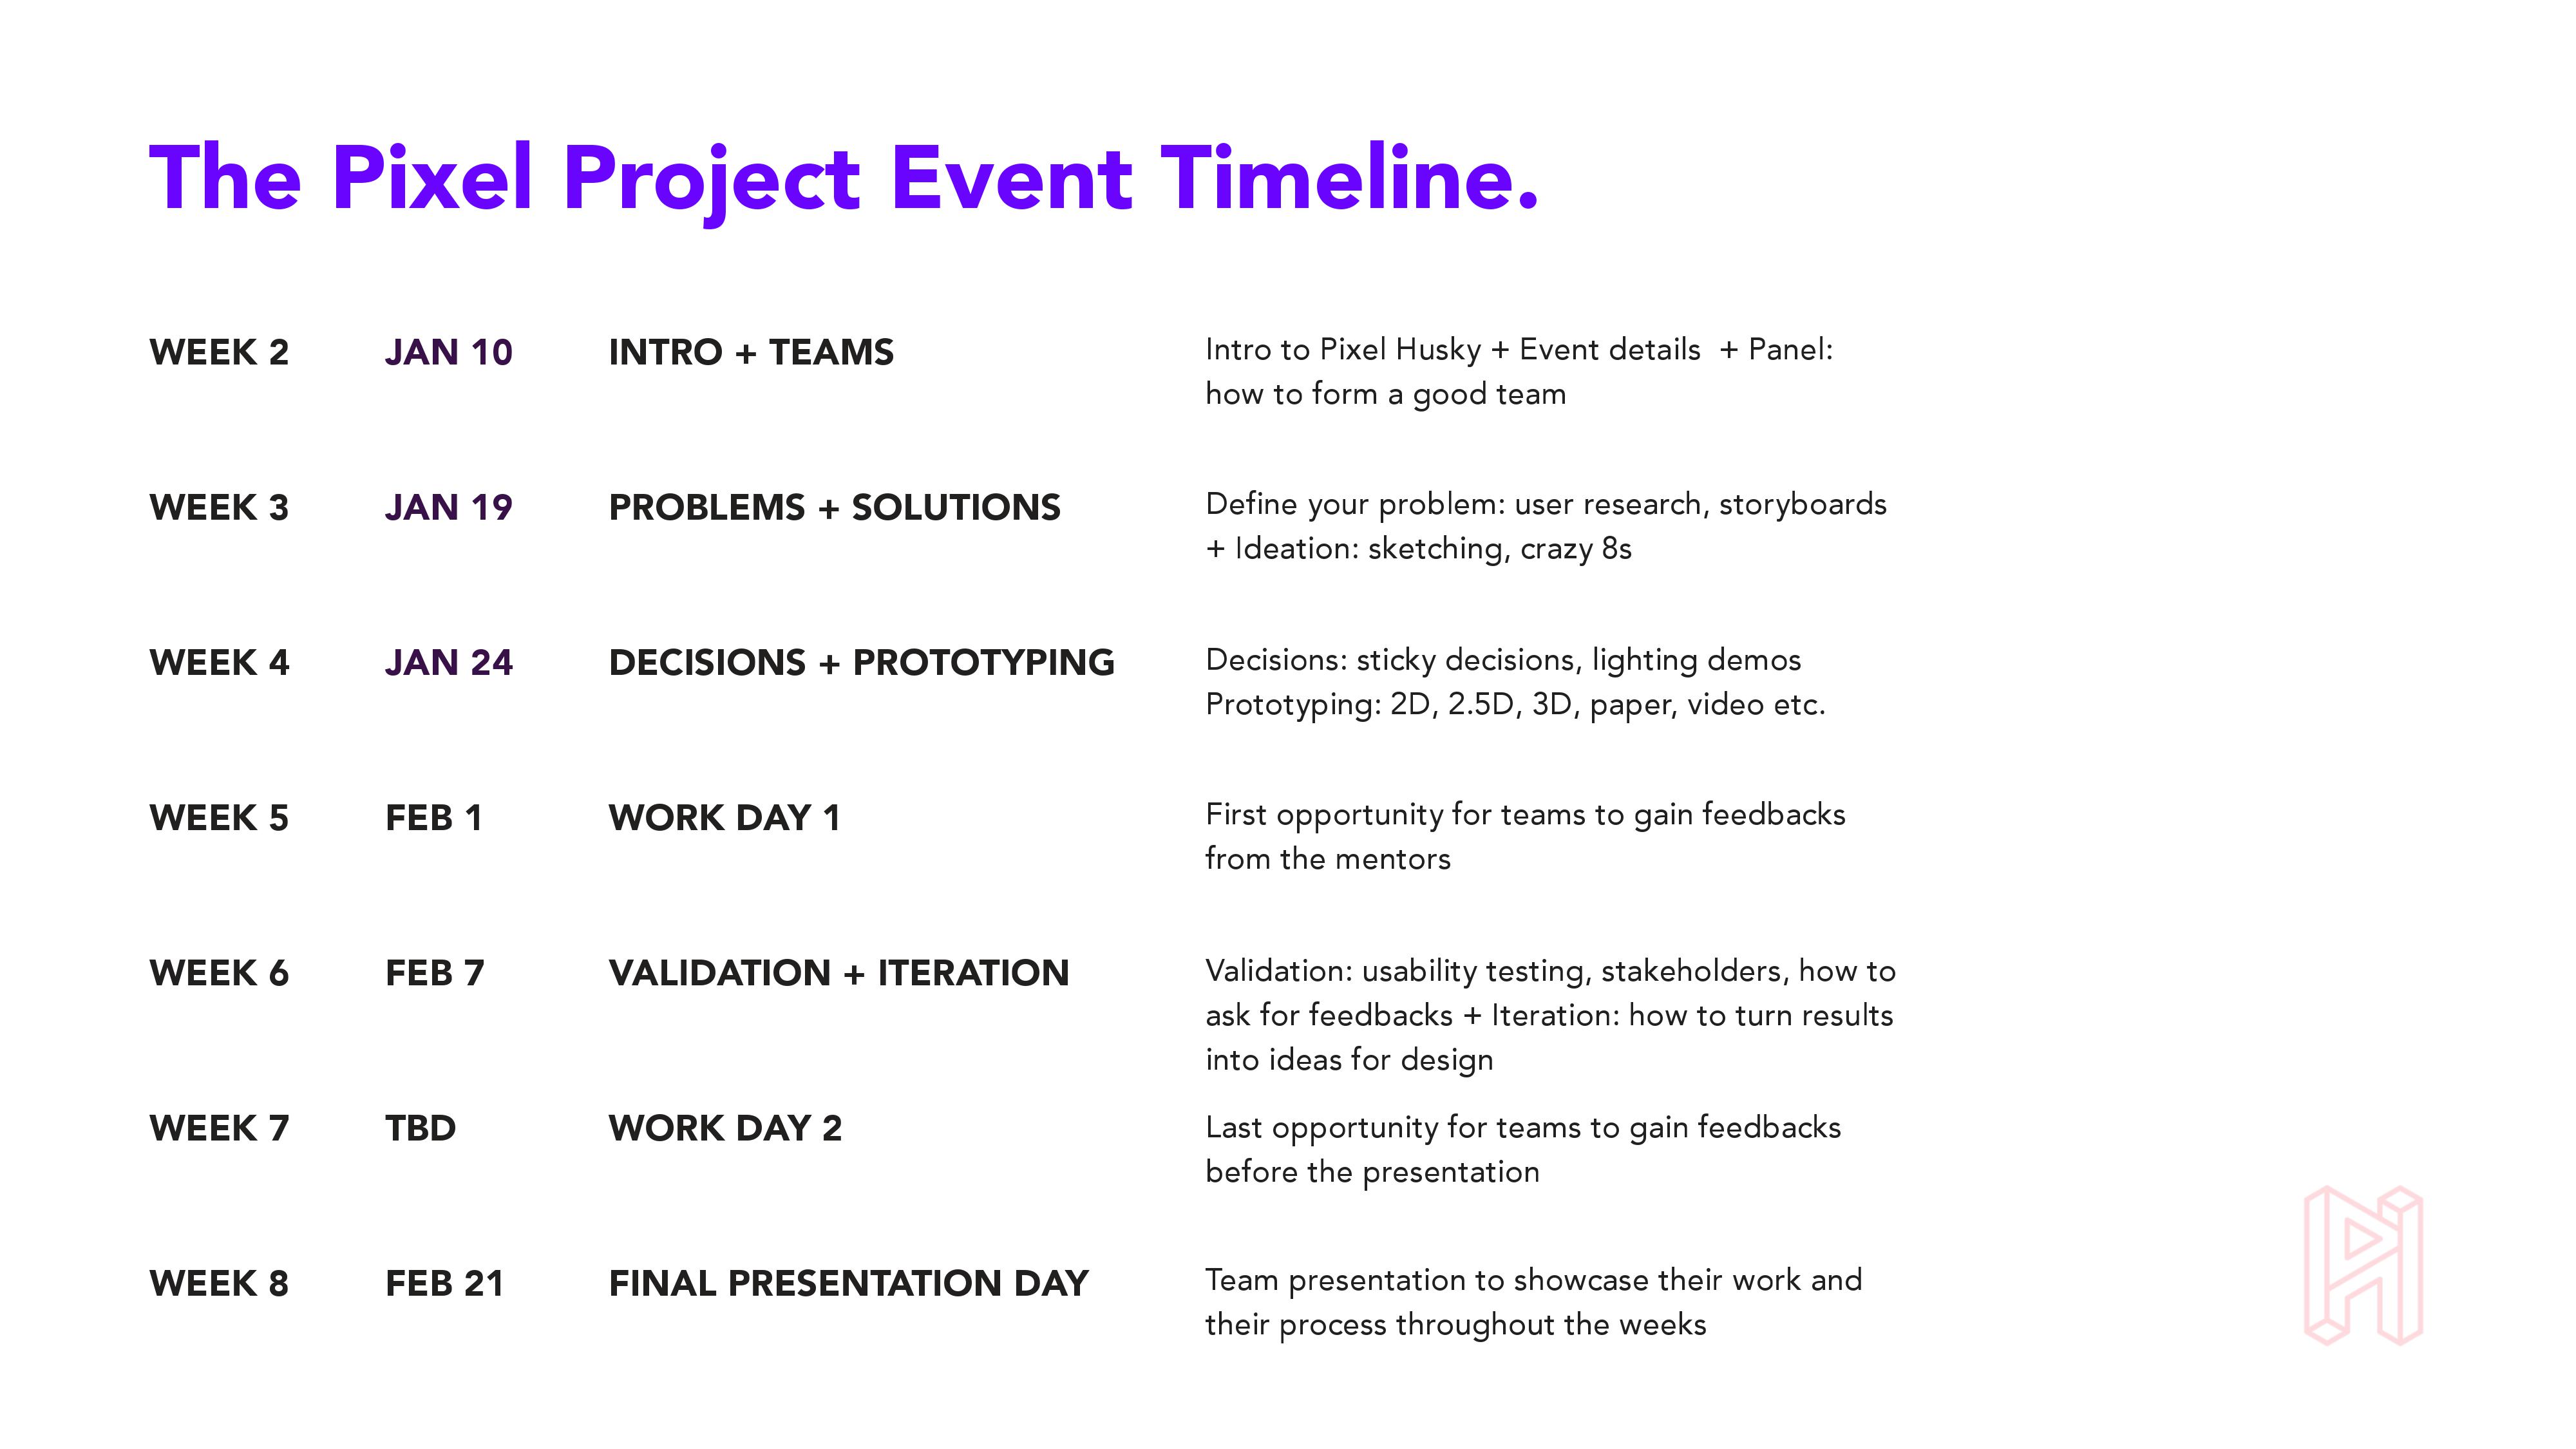 The Pixel Project Event Timeline.
WEEK 2 JAN 10 INTRO + TEAMS Intro to Pixel Husky + Event details + Panel:
how to form a good team
WEEK 3 JAN 19 PROBLEMS + SOLUTIONS Define your problem: user research, storyboards
+ Ideation: sketching, crazy 8s
WEEK 4 JAN 24 DECISIONS + PROTOTYPING Decisions: sticky decisions, lighting demos
Prototyping: 2D, 2.5D, 3D, paper, video etc.
WEEK 5 FEB 1 WORK DAY 1 First opportunity for teams to gain feedbacks
from the mentors
WEEK 6 FEB 7 VALIDATION + ITERATION Validation: usability testing, stakeholders, how to
ask for feedbacks + Iteration: how to turn results
into ideas for design
WEEK 7 TBD WORK DAY 2 Last opportunity for teams to gain feedbacks
before the presentation
WEEK 8 FEB 21 FINAL PRESENTATION DAY Team presentation to showcase their work and
their process throughout the weeks